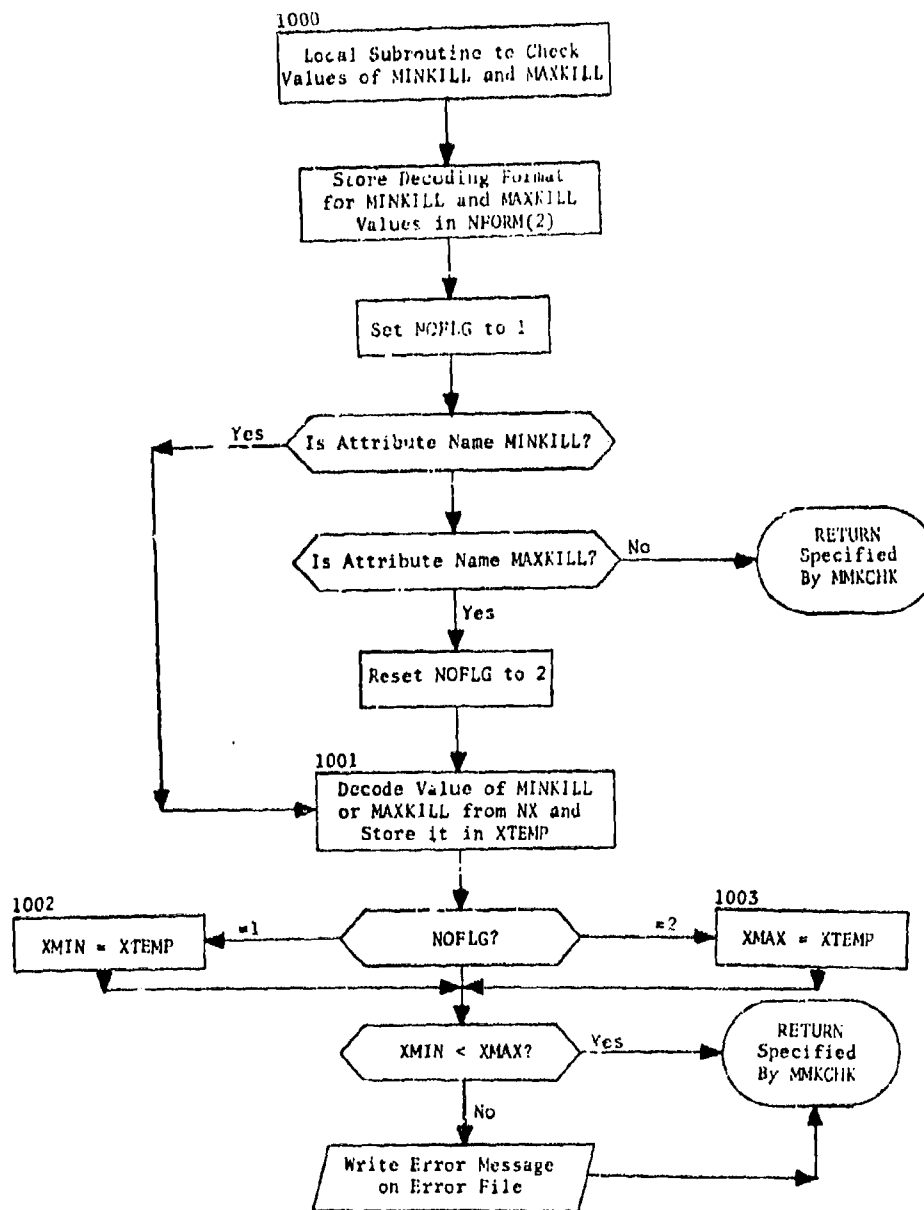 1000
Local Subroutine to Check
Values of MINKILL and MAXKILL
Store Decoding Format
for MINKILL and MAXKILL
Values in NFORM(2)
Set NOFLG to 1
Yes
Is Attribute Name MINKILL?
Is Attribute Name MAXKILL?
No
RETURN
Specified
By MMKCHK
Yes
Reset NOFLG to 2
1001
Decode Value of MINKILL
or MAXKILL from NX and
Store it in XTEMP
1002
XMIN = XTEMP
=1
NOFLG?
=2
1003
XMAX = XTEMP
XMIN < XMAX?
Yes
RETURN
Specified
By MMKCHK
No
Write Error Message
on Error File